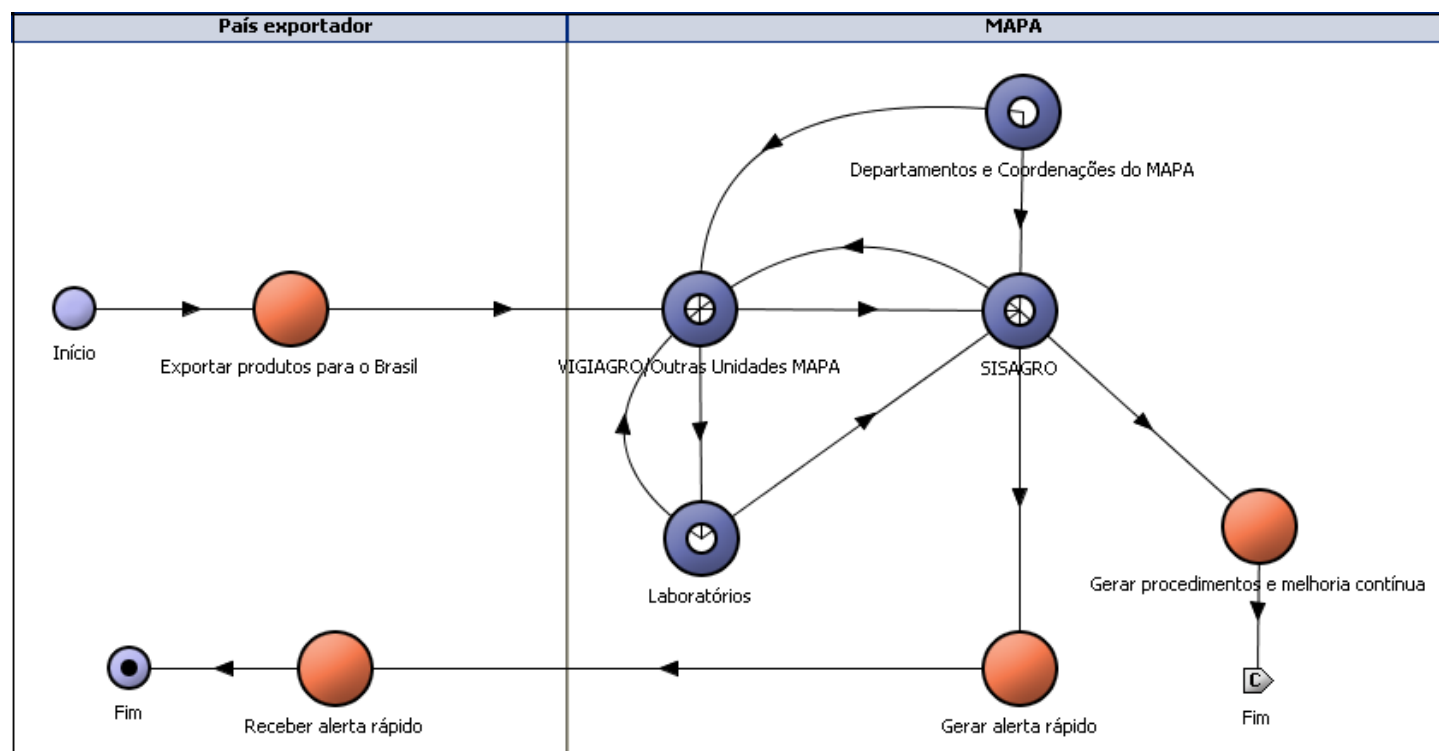 País exportador
MAPA
Departamentos e Coordenações do MAPA
Início
Exportar produtos para o Brasil
VIGIAGRO/Outras Unidades MAPA
SISAGRO
Laboratórios
Gerar procedimentos e melhoria contínua
Fim
Receber alerta rápido
Gerar alerta rápido
C
Fim